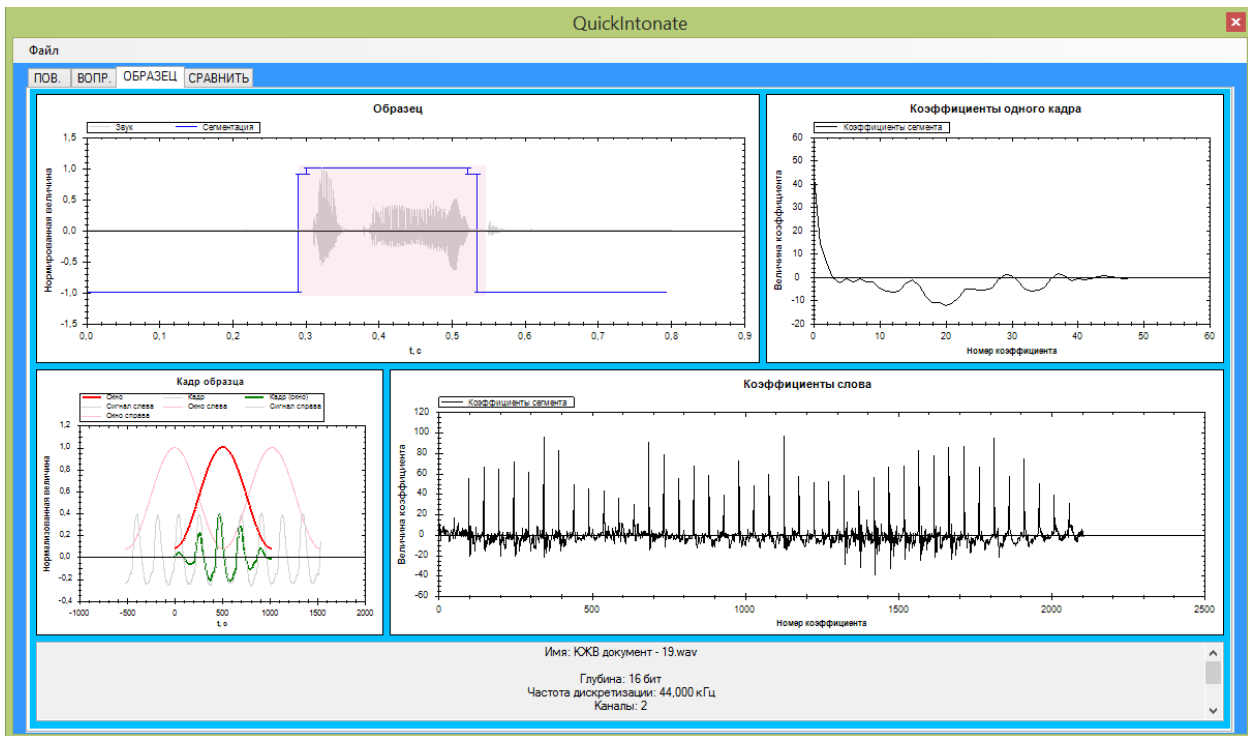 QuickIntonate
Файл
ПОВ. ВОПР. ОБРАЗЕЦ СРАВНИТЬ
Образец
Звук Сегментация
Нормированная величина
1,5
1,0
0,5
0,0
-0,5
-1,0
-1,5
0,0 0,1 0,2 0,3 0,4 0,5 0,6 0,7 0,8 0,9
t, c
Коэффициенты одного кадра
Коэффициенты сегмента
Величина коэффициента
60
50
40
30
20
10
0
-10
-20
0 10 20 30 40 50 60
Номер коэффициента
Кадр образца
Окно Кадр Кадр (окно)
Сигнал слева Окно слева Сигнал справа
Окно справа
Нормализованная величина
1,2
1,0
0,8
0,6
0,4
0,2
0,0
-0,2
-0,4
-1000 -500 0 500 1000 1500 2000
t, c
Коэффициенты слова
Коэффициенты сегмента
Величина коэффициента
120
100
80
60
40
20
0
-20
-40
-60
0 500 1000 1500 2000 2500
Номер коэффициента
Имя: КЖВ документ - 19.wav
Глубина: 16 бит
Частота дискретизации: 44,000 кГц
Каналы: 2